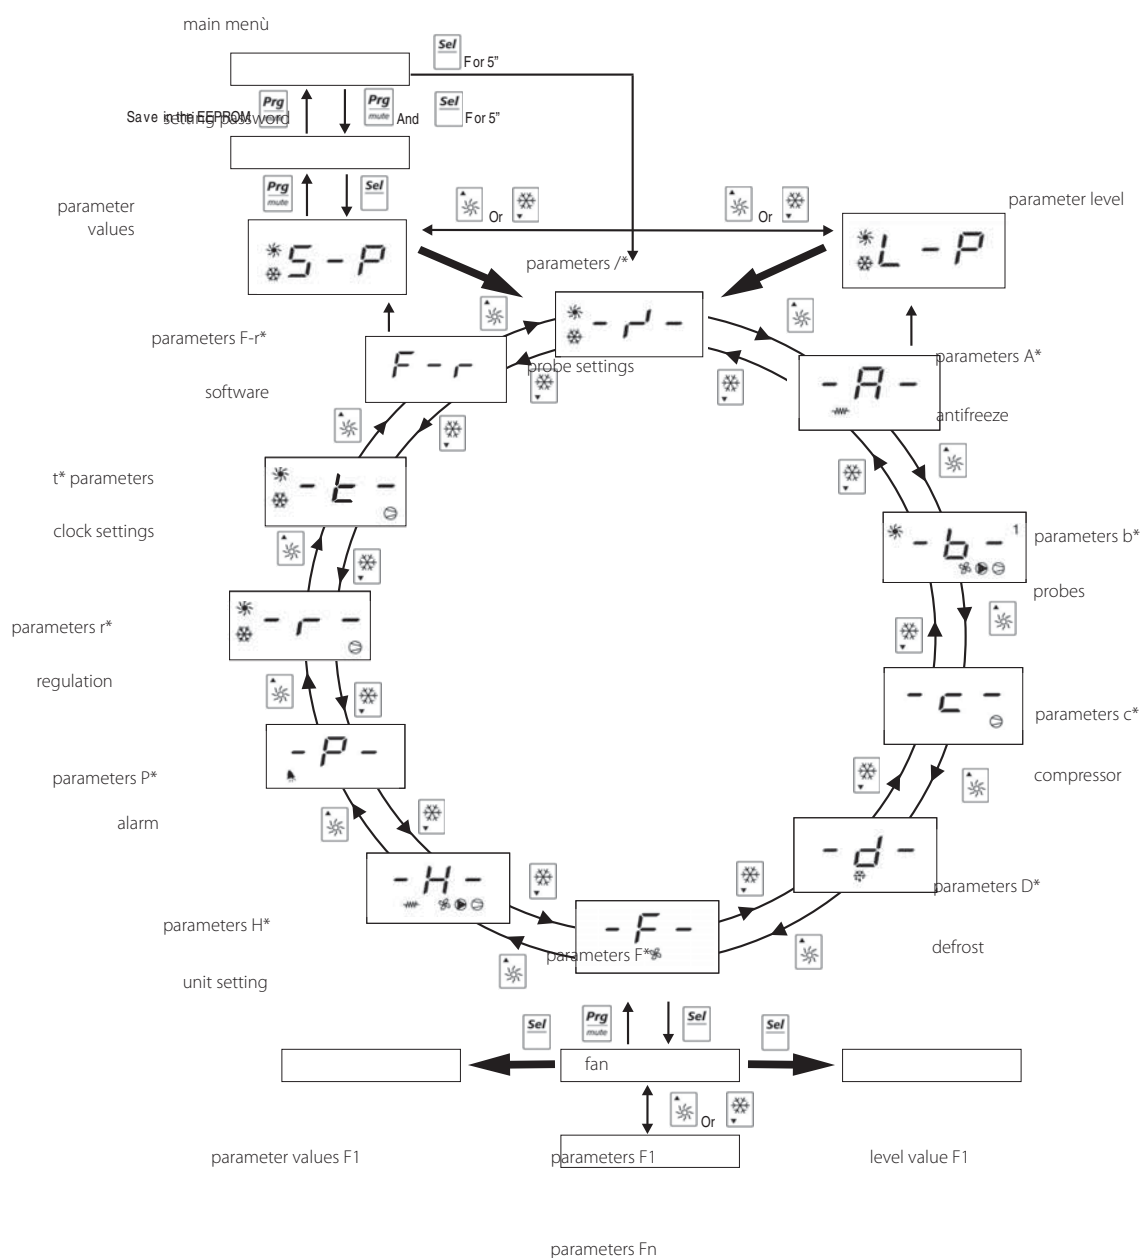 main menù
Sel
For 5”
Save in the EEPROM
setting password
Prg
mute
Prg
mute
And
Sel
For 5”
Prg
mute
Sel
parameter
values
Or
Or
parameter level
S-P
L-P
parameters /*
-/-
parameters F-r*
F-r
probe settings
parameters A*
-A-
software
antifreeze
t* parameters
-t-
clock settings
-b-
1
parameters b*
probes
parameters r*
-r-
regulation
-c-
parameters c*
parameters P*
-P-
compressor
alarm
-d-
-H-
parameters D*
parameters H*
-F-
parameters F*
defrost
unit setting
Sel
Prg
mute
Sel
Sel
fan
Or
parameter values F1
parameters F1
level value F1
parameters Fn